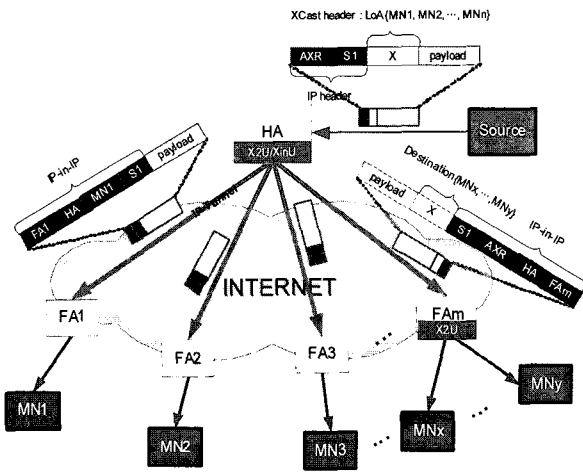 XCast header : LoA{MN1, MN2, ···, MNn}
AXR S1 X payload
IP header
HA
X2U/XinU
Source
IP-in-IP
FA1 HA MN1 S1 payload
Destination{MNx, ··· MNy}
IP-in-IP
payload X S1 AXR HA FAm
INTERNET
FA1
FA2
FA3
···
FAm
X2U
MN1
MN2
MN3
···
MNx
···
MNy